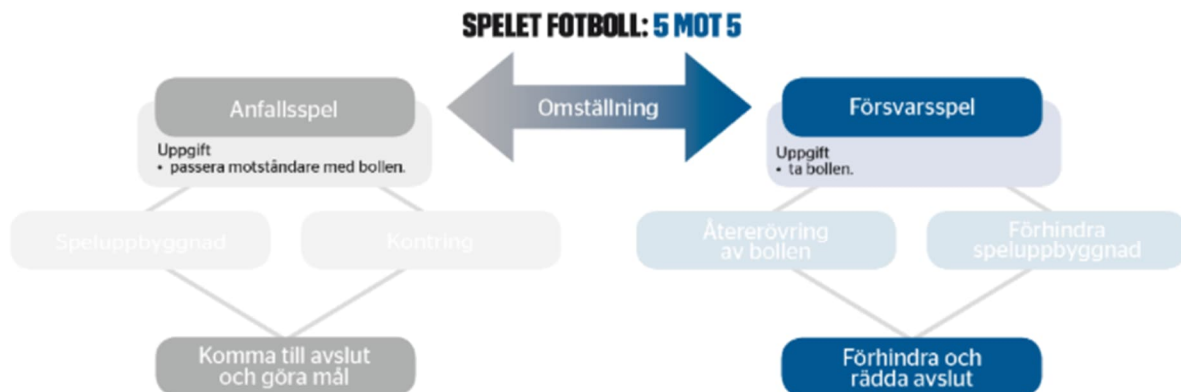 SPELET FOTBOLL: 5 MOT 5
Anfallsspel
Uppgift
• passera motståndare med bollen.
Omställning
Försvarsspel
Uppgift
• ta bollen.
Speluppbyggnad
Kontring
Återerövring
av bollen
Förhindra
speluppbyggnad
Komma till avslut
och göra mål
Förhindra och
rädda avslut